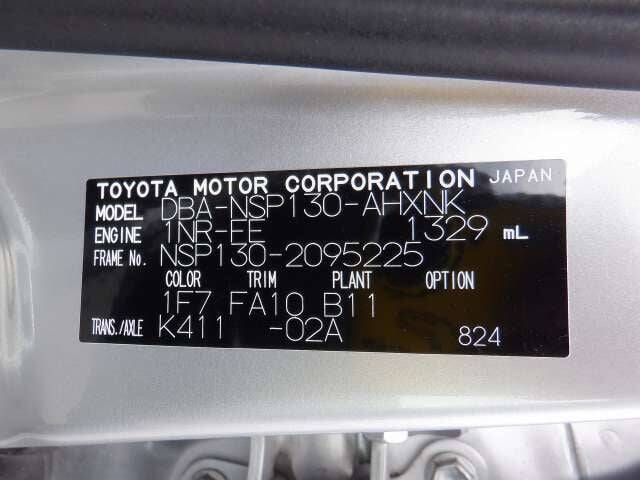 TOYOTA MOTOR CORPORATION JAPAN
MODEL DBA-NSP130-AHXNK
ENGINE 1NR-FE 1329 mL
FRAME No. NSP130-2095225
COLOR TRIM PLANT OPTION
1F7 FA10 B11
TRANS./AXLE K411 -02A 824